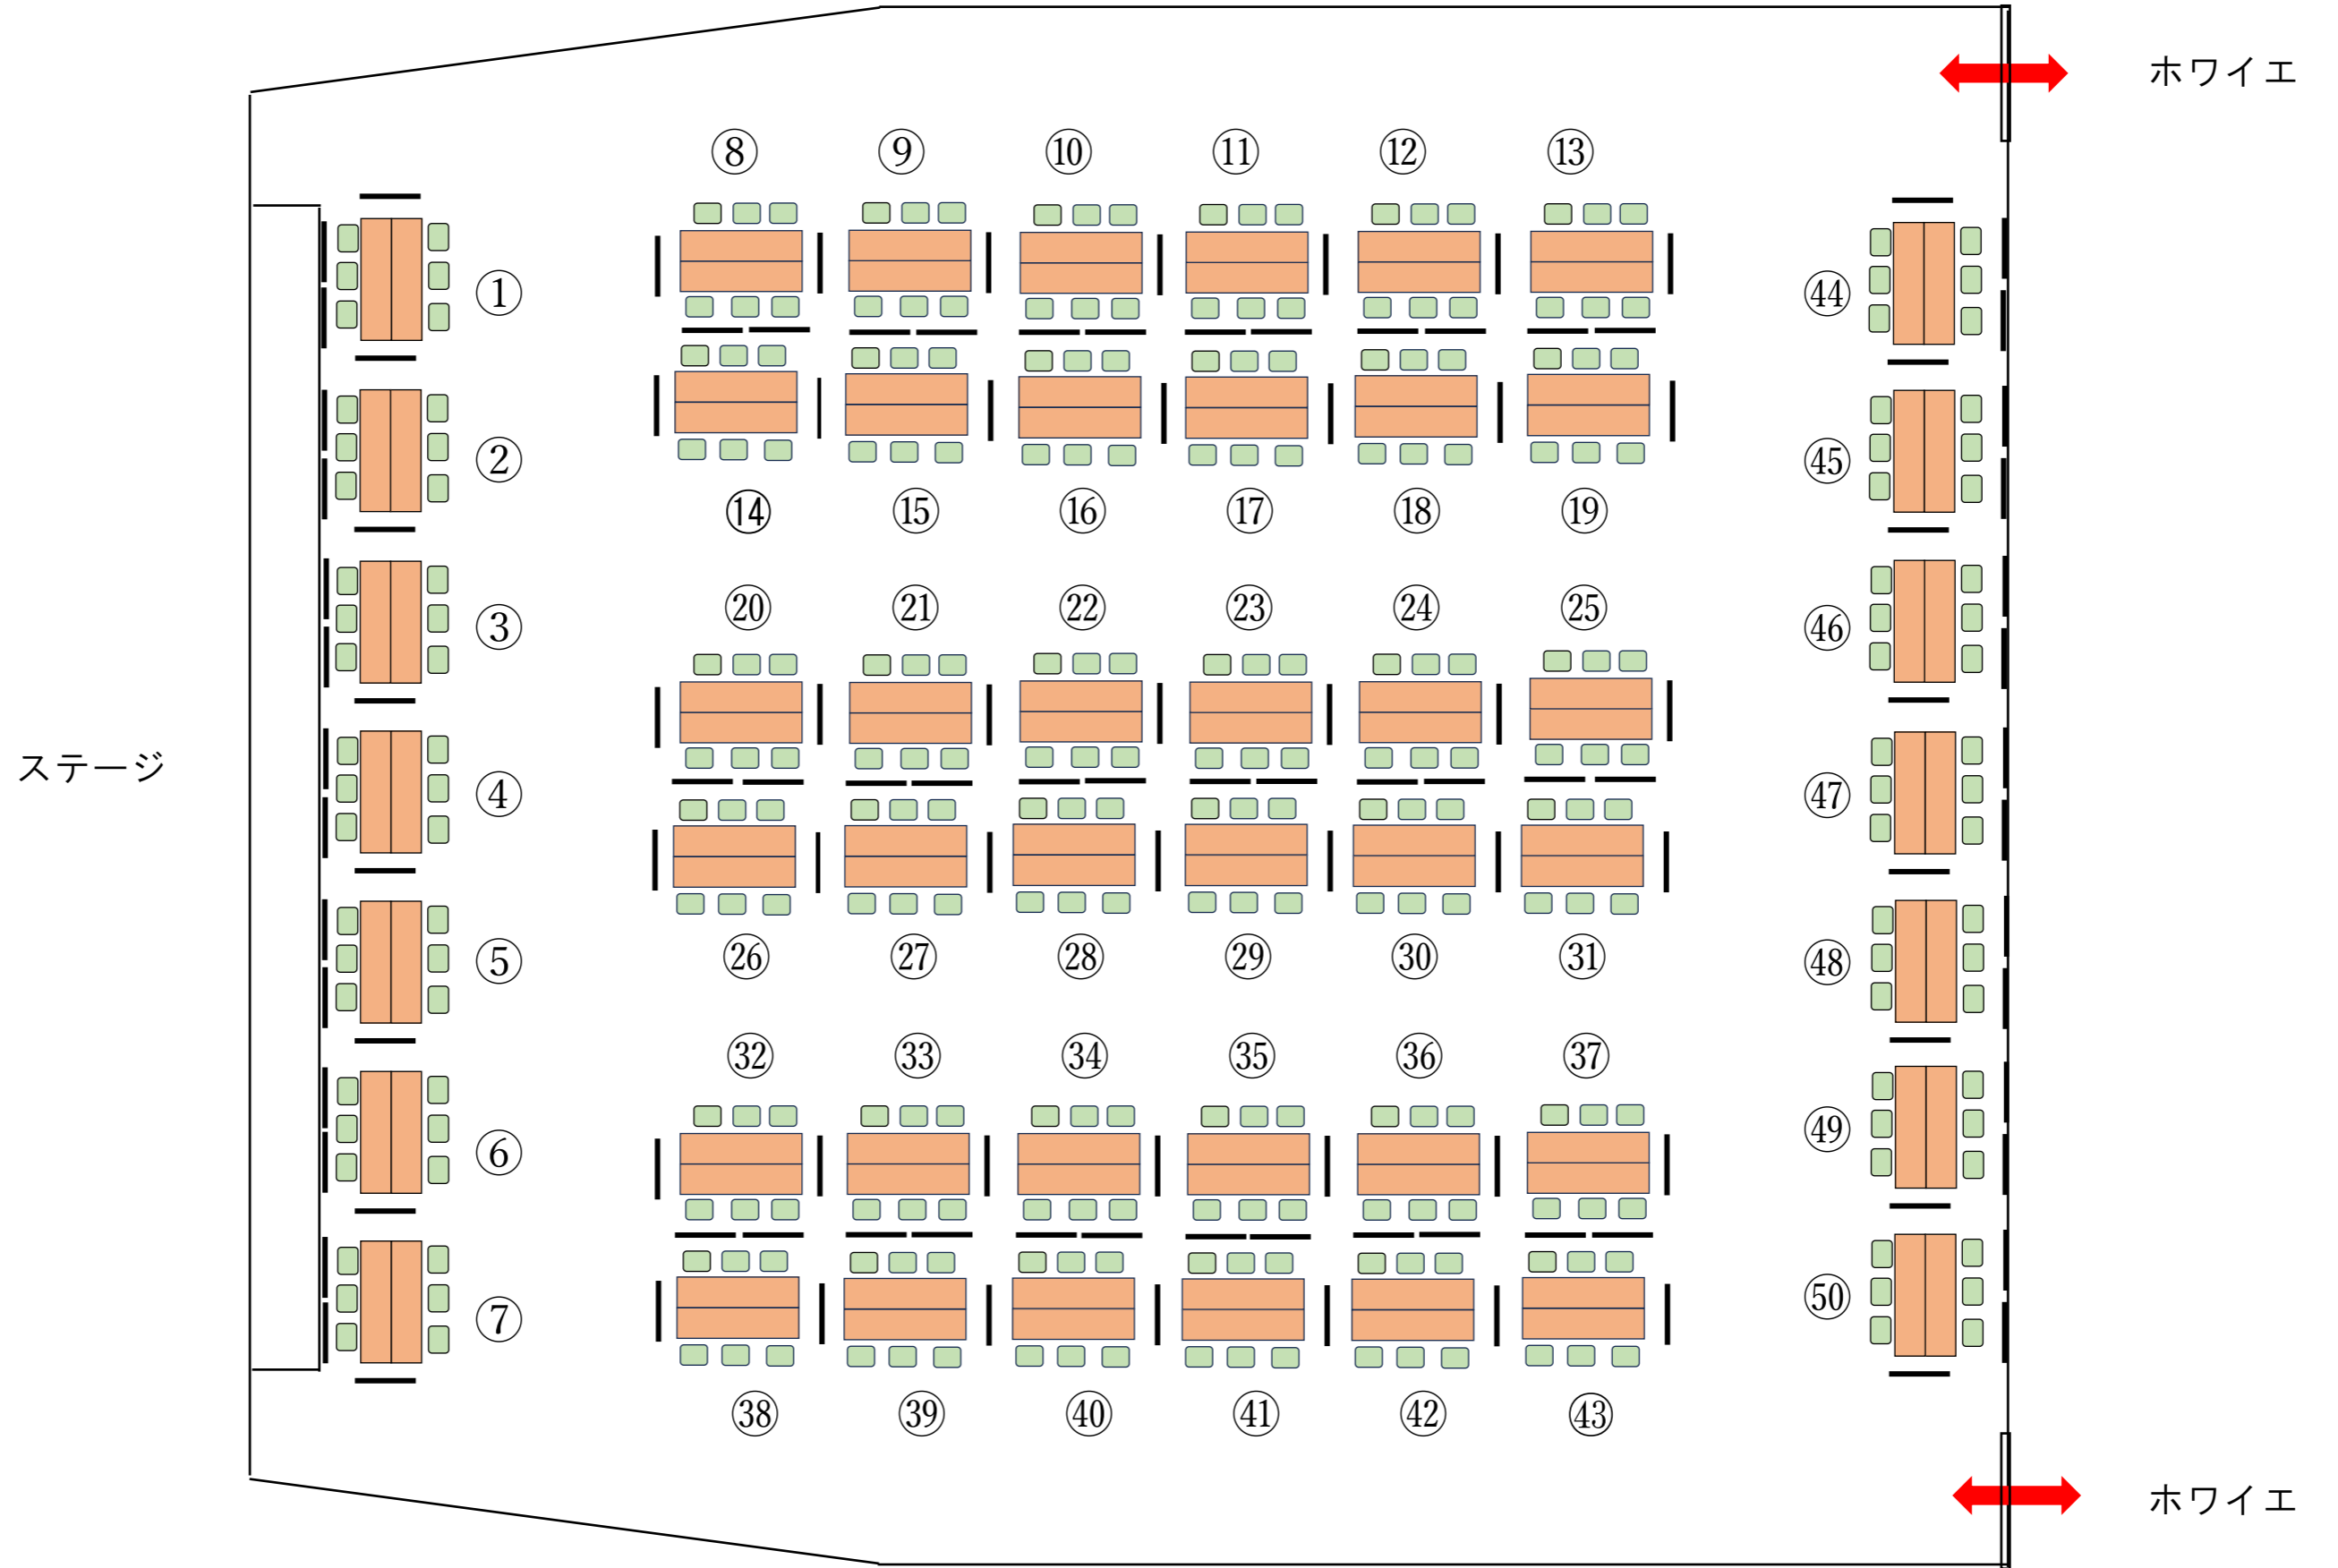 ホワイエ
⑧ ⑨ ⑩ ⑪ ⑫ ⑬
① ㊹
② ㊺
⑭ ⑮ ⑯ ⑰ ⑱ ⑲
⑳ ㉑ ㉒ ㉓ ㉔ ㉕
③ ㊻
ステージ
④ ㊼
㉖ ㉗ ㉘ ㉙ ㉚ ㉛
⑤ ㊽
㉜ ㉝ ㉞ ㉟ ㊱ ㊲
⑥ ㊾
⑦ ㊿
㊳ ㊴ ㊵ ㊶ ㊷ ㊸
ホワイエ